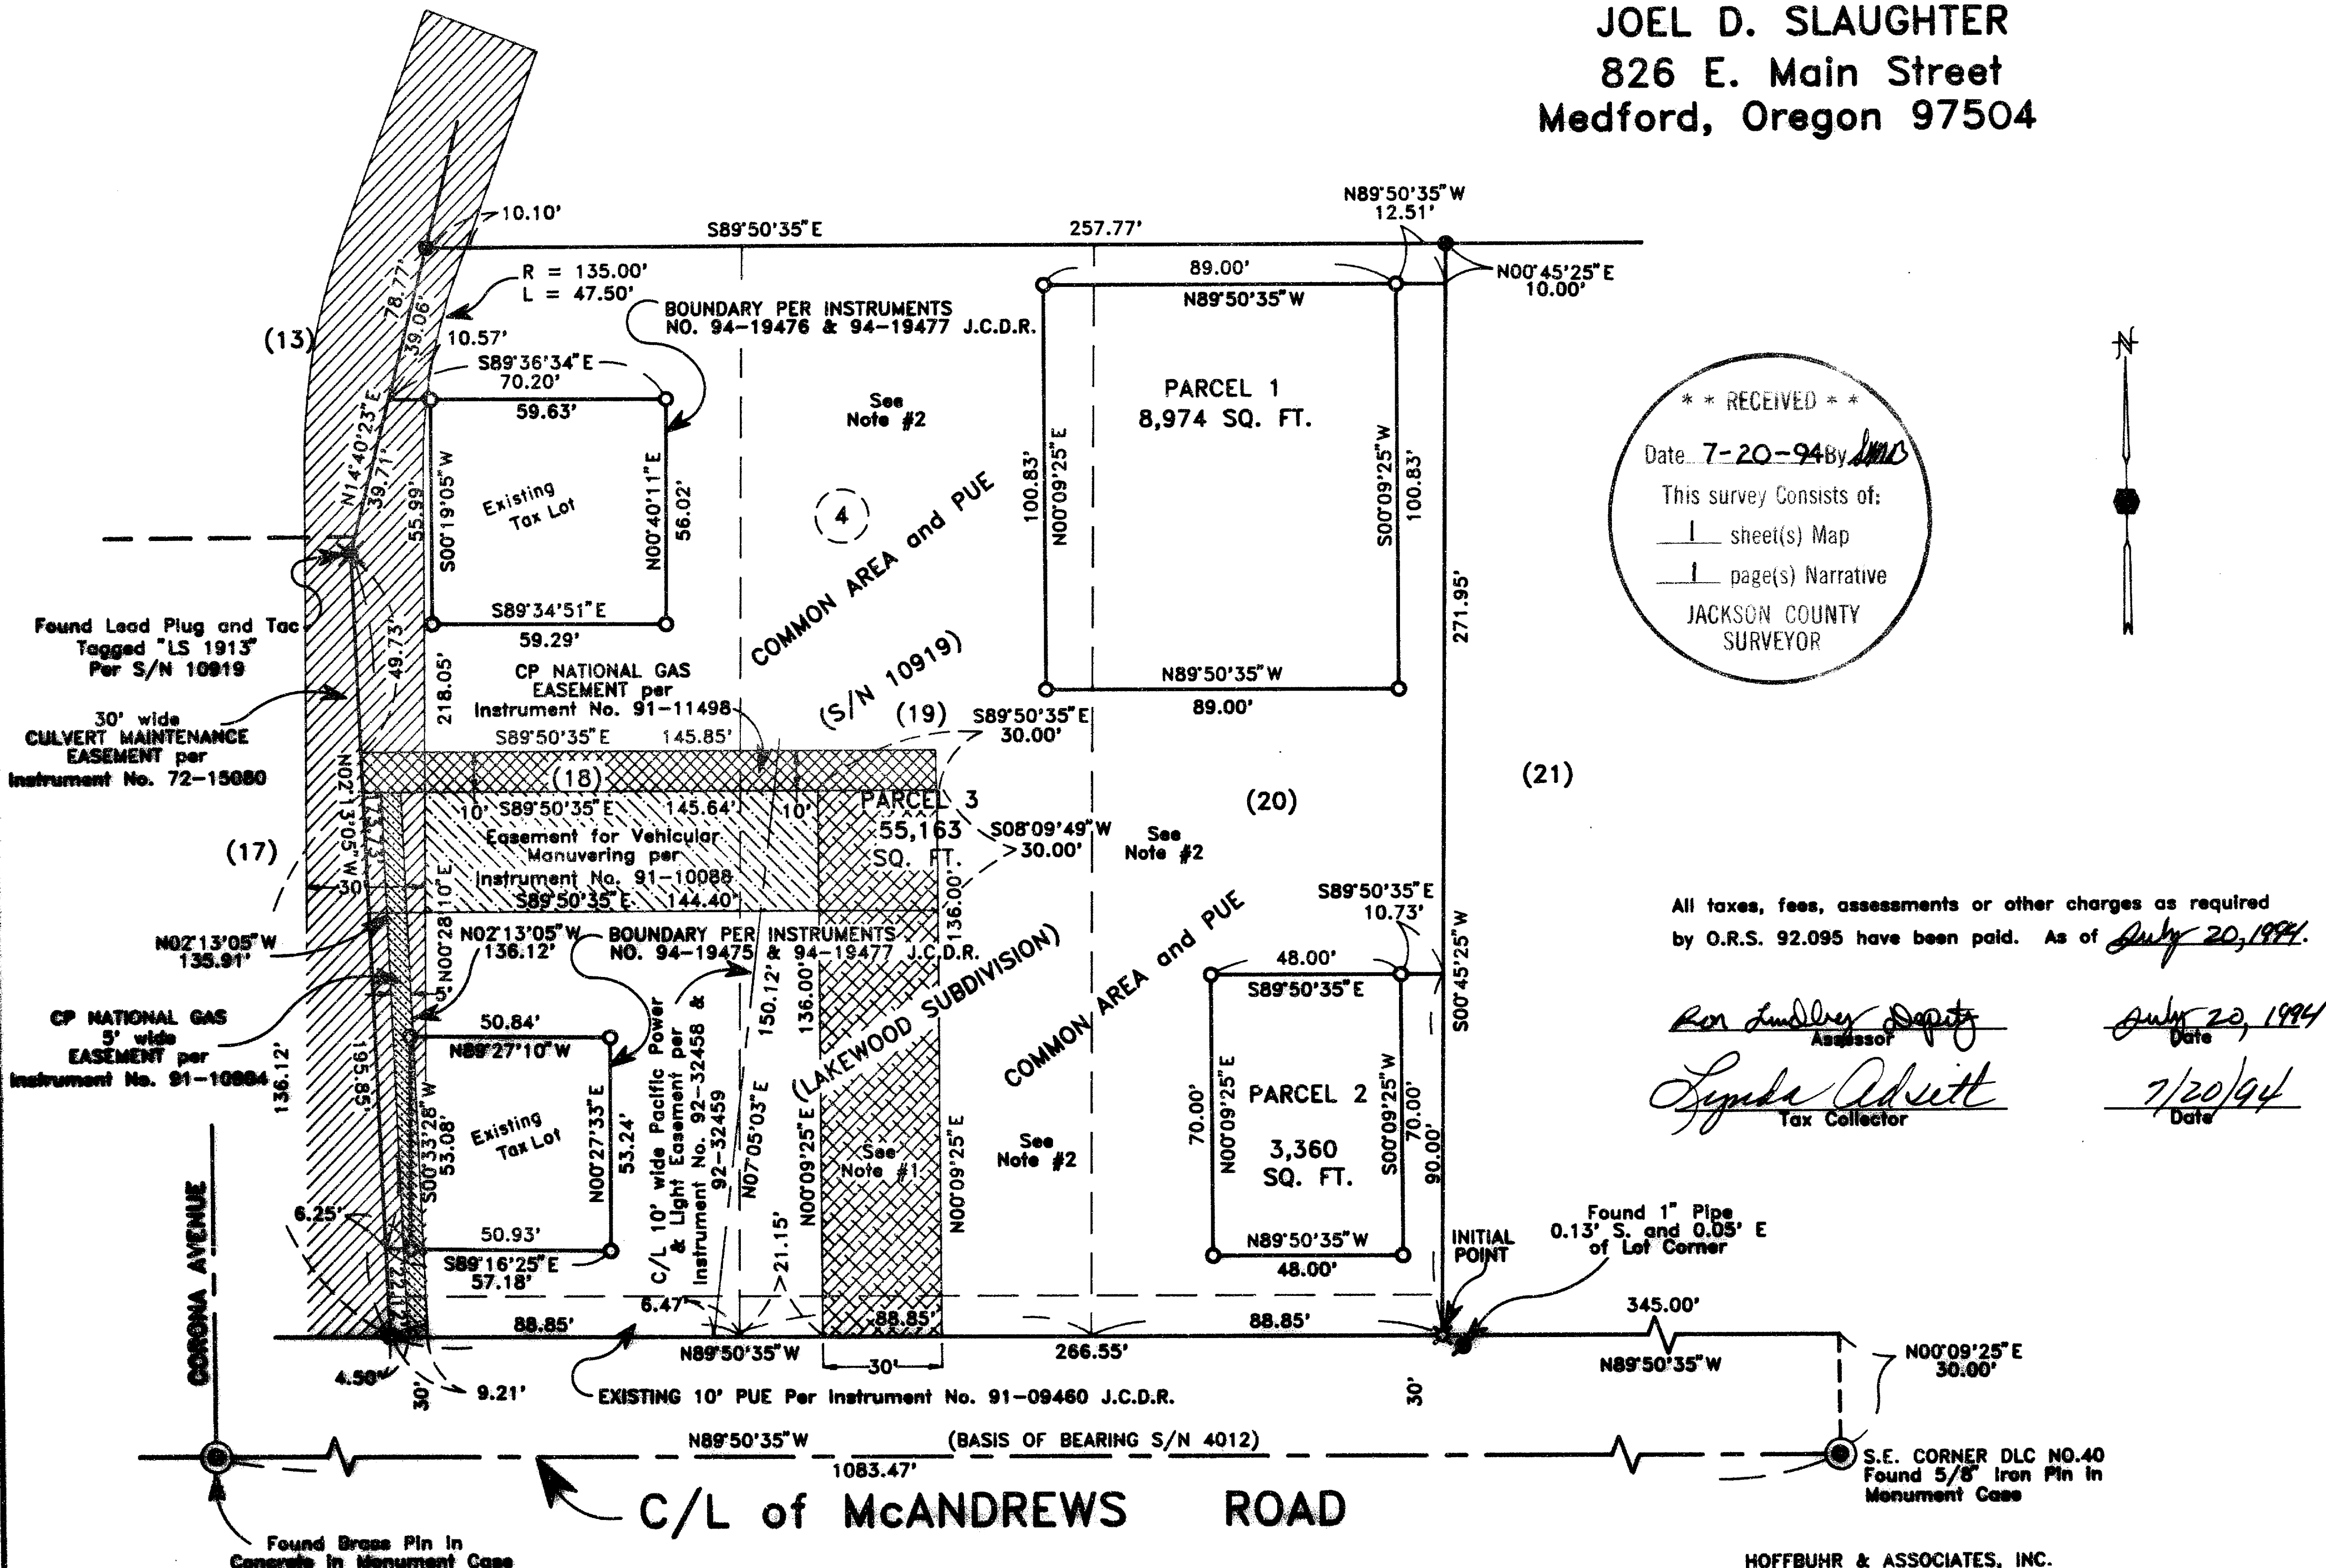 JOEL D. SLAUGHTER
826 E. Main Street
Medford, Oregon 97504
N89°50'35"W
12.51'
10.10'
S89°50'35"E
257.77'
R = 135.00'
L = 47.50'
89.00'
N89°50'35"W
N00°45'25"E
10.00'
BOUNDARY PER INSTRUMENTS
NO. 94-19476 & 94-19477 J.C.D.R.
78.77'
39.06'
(13)
10.57'
S89°36'34"E
70.20'
59.63'
N14°40'23"E
39.71'
55.99'
S00°19'05"W
Existing
Tax Lot
N00°40'11"E
56.02'
See
Note #2
4
PARCEL 1
8,974 SQ. FT.
100.83'
N00°09'25"E
S00°09'25"W
100.83'
COMMON AREA and PUE
(S/N 10919)
271.95'
* * RECEIVED * *
Date 7-20-94 By
This survey Consists of:
1 sheet(s) Map
1 page(s) Narrative
JACKSON COUNTY
SURVEYOR
N
S89°34'51"E
59.29'
Found Lead Plug and Tac
Tagged "LS 1913"
Per S/N 10919
49.73'
218.05'
CP NATIONAL GAS
EASEMENT per
Instrument No. 91-11498
N89°50'35"W
89.00'
30' wide
CULVERT MAINTENANCE
EASEMENT per
Instrument No. 72-15080
S89°50'35"E 145.85'
(19)
S89°50'35"E
30.00'
(18)
(20)
(21)
N02°13'05"W
10' S89°50'35"E 145.64' 10'
PARCEL 3
55,163
SQ. FT.
Easement for Vehicular
Manuvering per
Instrument No. 91-10088
S89°50'35"E 144.40'
S08°09'49"W
30.00'
See
Note #2
(17)
30'
N00°28'10"E
136.00'
S89°50'35"E
10.73'
N02°13'05"W
135.91'
N02°13'05"W
136.12'
BOUNDARY PER INSTRUMENTS
NO. 94-19475 & 94-19477 J.C.D.R.
5'
All taxes, fees, assessments or other charges as required
by O.R.S. 92.095 have been paid. As of July 20, 1994.
Ron Lindley Deputy
Assessor
July 20, 1994
Date
Lynda Adsitt
Tax Collector
7/20/94
Date
CP NATIONAL GAS
5' wide
EASEMENT per
Instrument No. 91-10984
136.12'
195.85'
50.84'
N89°27'10"W
S00°33'28"W
53.08'
Existing
Tax Lot
N00°27'33"E
53.24'
C/L 10' wide Pacific Power
& Light Easement per
Instrument No. 92-32458 &
92-32459
150.12'
N07°05'03"E
136.00'
N00°09'25"E
(LAKEWOOD SUBDIVISION)
COMMON AREA and PUE
48.00'
S89°50'35"E
S00°45'25"W
See
Note #1
N00°09'25"E
See
Note #2
70.00'
N00°09'25"E
PARCEL 2
3,360
SQ. FT.
S00°09'25"W
70.00'
90.00'
6.25'
50.93'
S89°16'25"E
57.18'
21.15'
6.47'
N89°50'35"W
48.00'
INITIAL
POINT
Found 1" Pipe
0.13' S. and 0.05' E
of Lot Corner
CORONA AVENUE
88.85'
88.85'
88.85'
345.00'
N89°50'35"W
266.55'
N89°50'35"W
N00°09'25"E
30.00'
4.50'
9.21'
30'
30'
30'
EXISTING 10' PUE Per Instrument No. 91-09460 J.C.D.R.
N89°50'35"W (BASIS OF BEARING S/N 4012)
1083.47'
S.E. CORNER DLC NO.40
Found 5/8" Iron Pin in
Monument Case
C/L of McANDREWS ROAD
Found Brass Pin in
Concrete in Monument Case
HOFFBUHR & ASSOCIATES, INC.